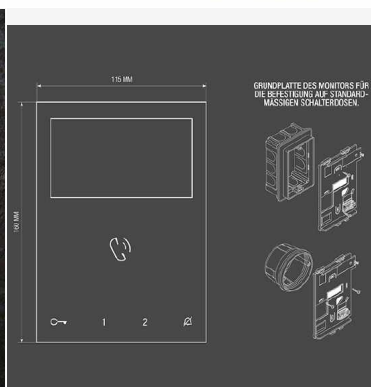 115 MM
GRUNDPLATTE DES MONITORS FÜR
DIE BEFESTIGUNG AUF STANDARD-
MÄSSIGEN SCHALTERDOSEN.
160 MM
1 2